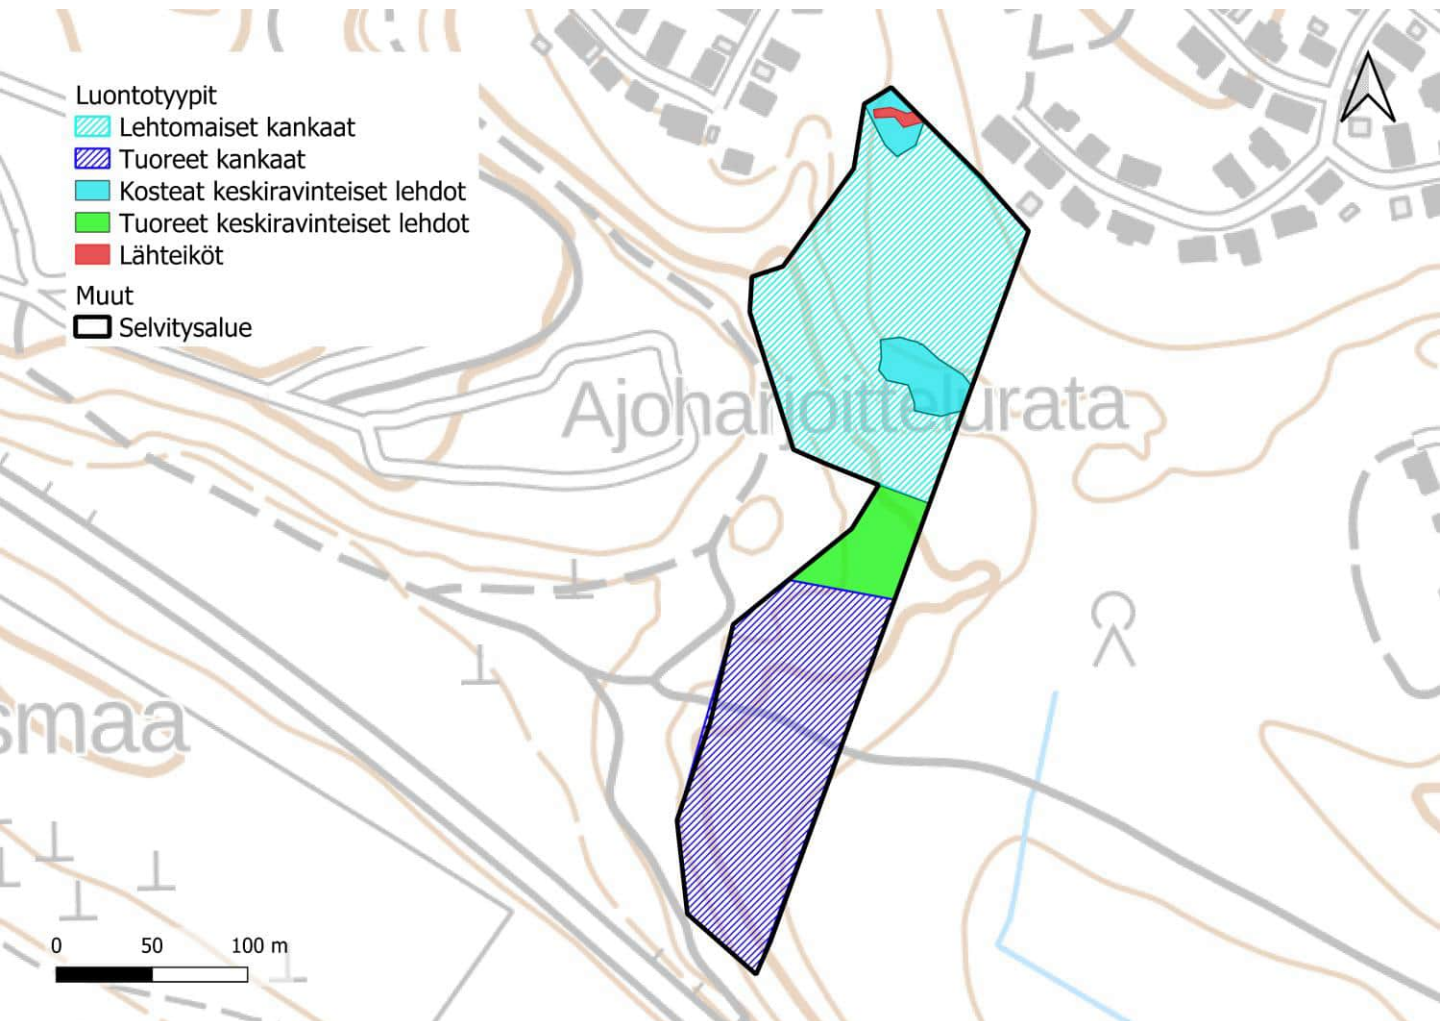 Luontotyypit
Lehtomaiset kankaat
Tuoreet kankaat
Kosteat keskiravinteiset lehdot
Tuoreet keskiravinteiset lehdot
Lähteiköt
Muut
Selvitysalue
Ajoharjoittelurata
smaa
0 50 100 m